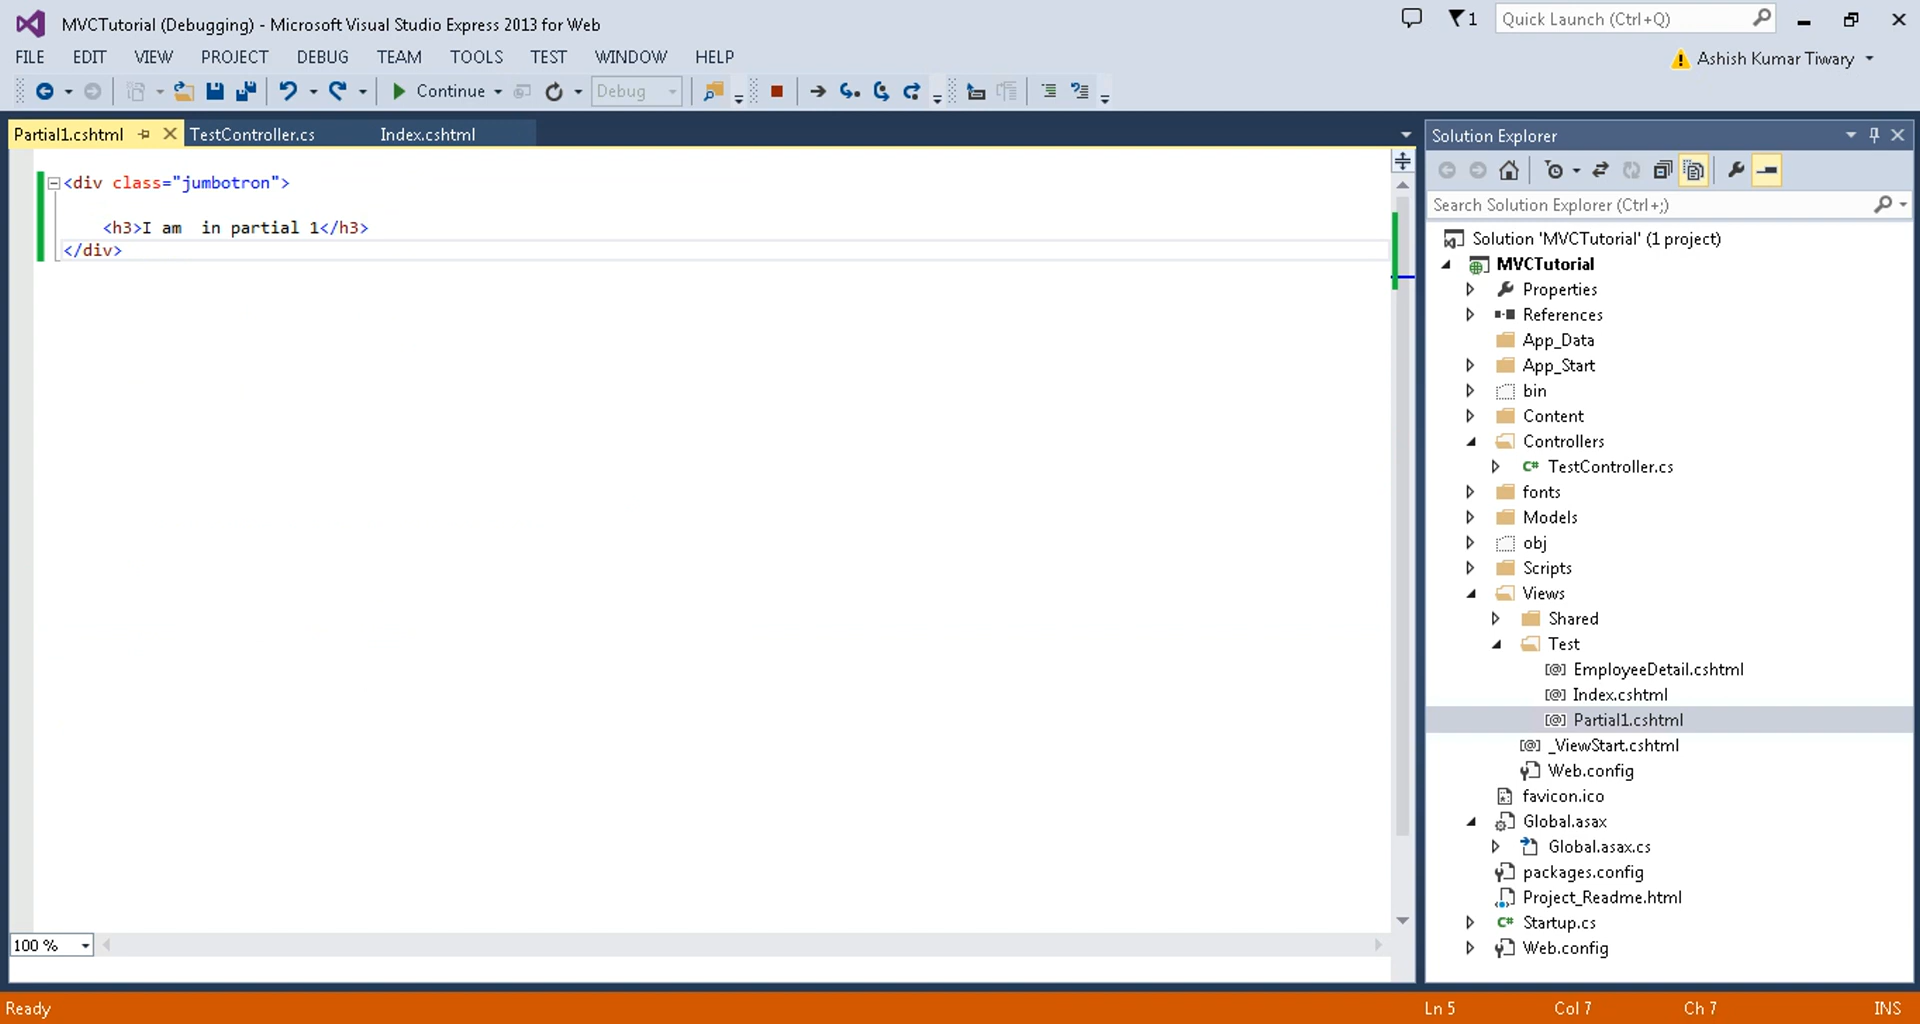 MVCTutorial (Debugging) - Microsoft Visual Studio Express 2013 for Web
1
Quick Launch (Ctrl+Q)
FILE EDIT VIEW PROJECT DEBUG TEAM TOOLS TEST WINDOW HELP
Ashish Kumar Tiwary
Continue
Debug
Partial1.cshtml
TestController.cs
Index.cshtml
<div class="jumbotron">
<h3>I am  in partial 1</h3>
</div>
100 %
Solution Explorer
Search Solution Explorer (Ctrl+;)
Solution 'MVCTutorial' (1 project)
MVCTutorial
Properties
References
App_Data
App_Start
bin
Content
Controllers
C# TestController.cs
fonts
Models
obj
Scripts
Views
Shared
Test
[@] EmployeeDetail.cshtml
[@] Index.cshtml
[@] Partial1.cshtml
[@] _ViewStart.cshtml
Web.config
favicon.ico
Global.asax
Global.asax.cs
packages.config
Project_Readme.html
C# Startup.cs
Web.config
Ready
Ln 5
Col 7
Ch 7
INS